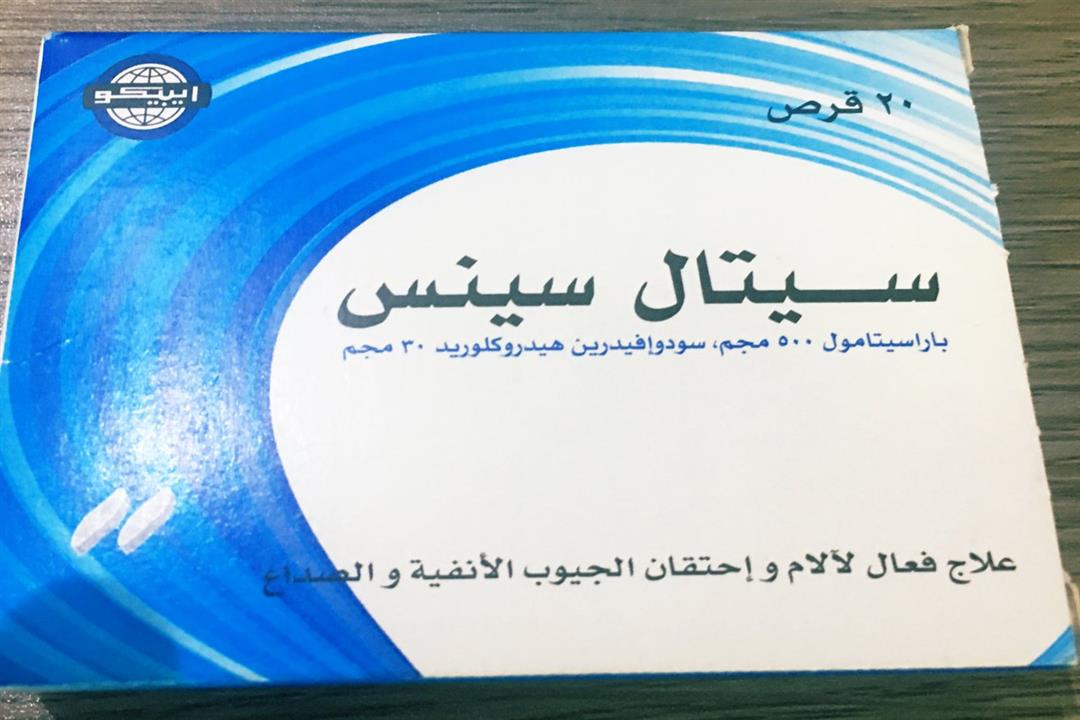 ايبيكو
٢٠ قرص
سيتال سينس
باراسيتامول ٥٠٠ مجم، سودوإفيدرين هيدروكلوريد ٣٠ مجم
علاج فعال لآلام و إحتقان الجيوب الأنفية و الصداع